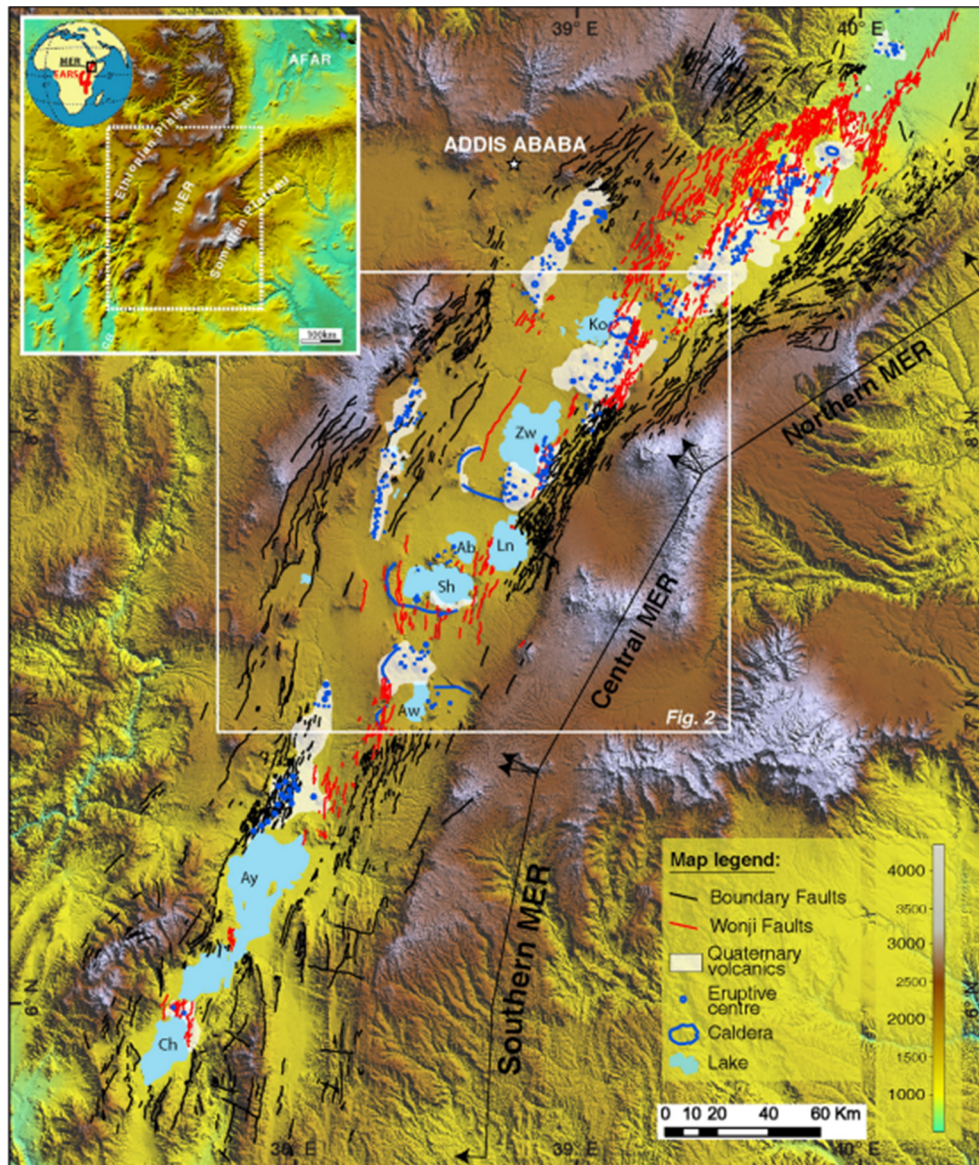 39° E
40° E
MER
EARS
AFAR
Ethiopian Plateau
MER
Somalian Plateau
100km
ADDIS ABABA
Ko
Northern MER
Zw
Ab
Ln
Sh
Central MER
Aw
Fig. 2
Ay
Southern MER
Ch
6° N
Map legend:
Boundary Faults
Wonji Faults
Quaternary
volcanics
Eruptive
centre
Caldera
Lake
4000
3500
3000
2500
2000
1500
1000
0 10 20 40 60 Km
39° E
40° E